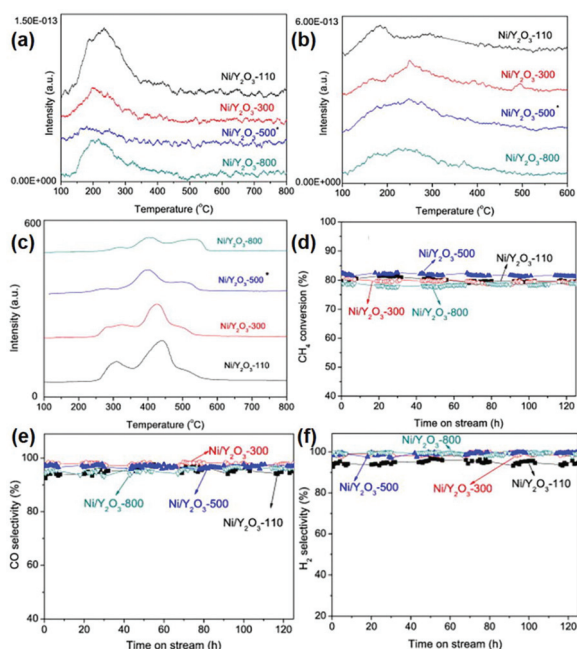 (a)
1.50E-013
Intensity (a.u.)
0.00E+000
Ni/Y2O3-110
Ni/Y2O3-300
Ni/Y2O3-500*
Ni/Y2O3-800
100 200 300 400 500 600 700 800
Temperature (°C)
(b)
6.00E-013
Intensity (a.u.)
0.00E+000
Ni/Y2O3-110
Ni/Y2O3-300
Ni/Y2O3-500*
Ni/Y2O3-800
100 200 300 400 500 600
Temperature (°C)
(c)
600
Intensity (a.u.)
0
Ni/Y2O3-800
Ni/Y2O3-500*
Ni/Y2O3-300
Ni/Y2O3-110
100 200 300 400 500 600 700 800
Temperature (°C)
(d)
CH4 conversion (%)
100
90
80
70
60
50
40
Ni/Y2O3-500
Ni/Y2O3-110
Ni/Y2O3-300
Ni/Y2O3-800
0 20 40 60 80 100 120
Time on stream (h)
(e)
CO selectivity (%)
100
80
60
40
Ni/Y2O3-300
Ni/Y2O3-800
Ni/Y2O3-500
Ni/Y2O3-110
0 20 40 60 80 100 120
Time on stream (h)
(f)
H2 selectivity (%)
100
80
60
40
20
Ni/Y2O3-800
Ni/Y2O3-500
Ni/Y2O3-300
Ni/Y2O3-110
0 20 40 60 80 100 120
Time on stream (h)